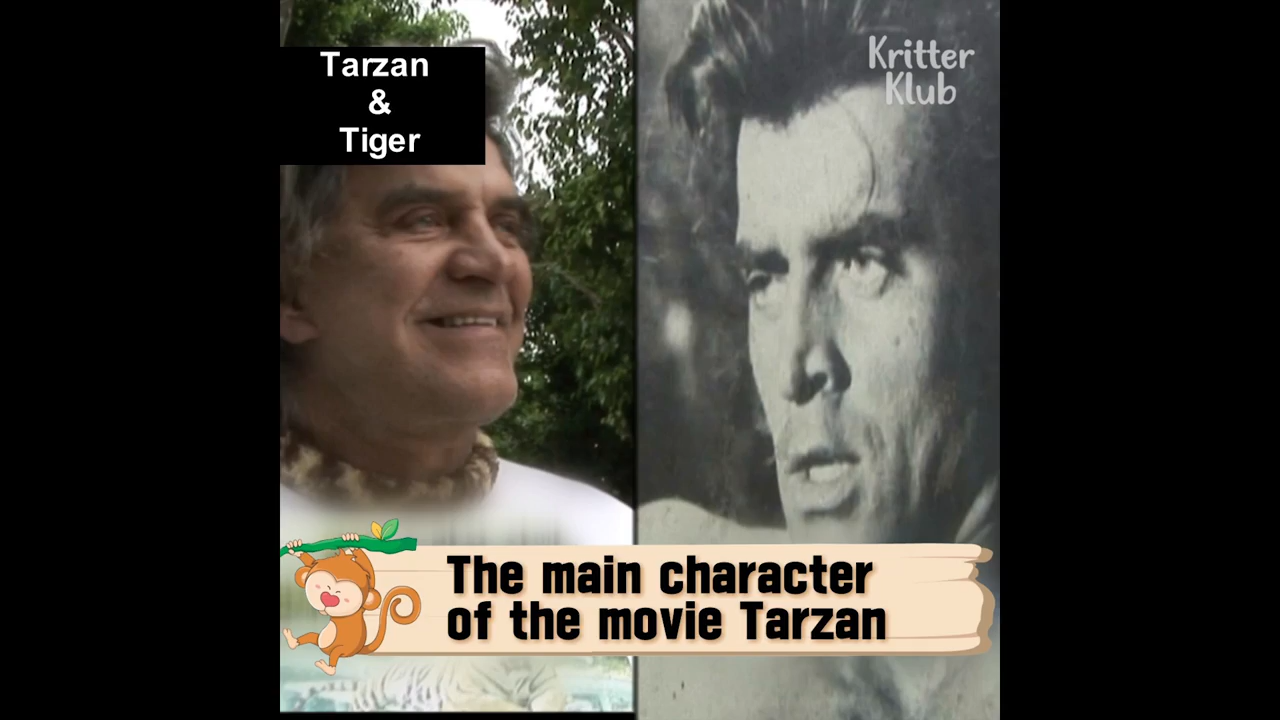 Tarzan
&
Tiger
Kritter
Klub
The main character
of the movie Tarzan